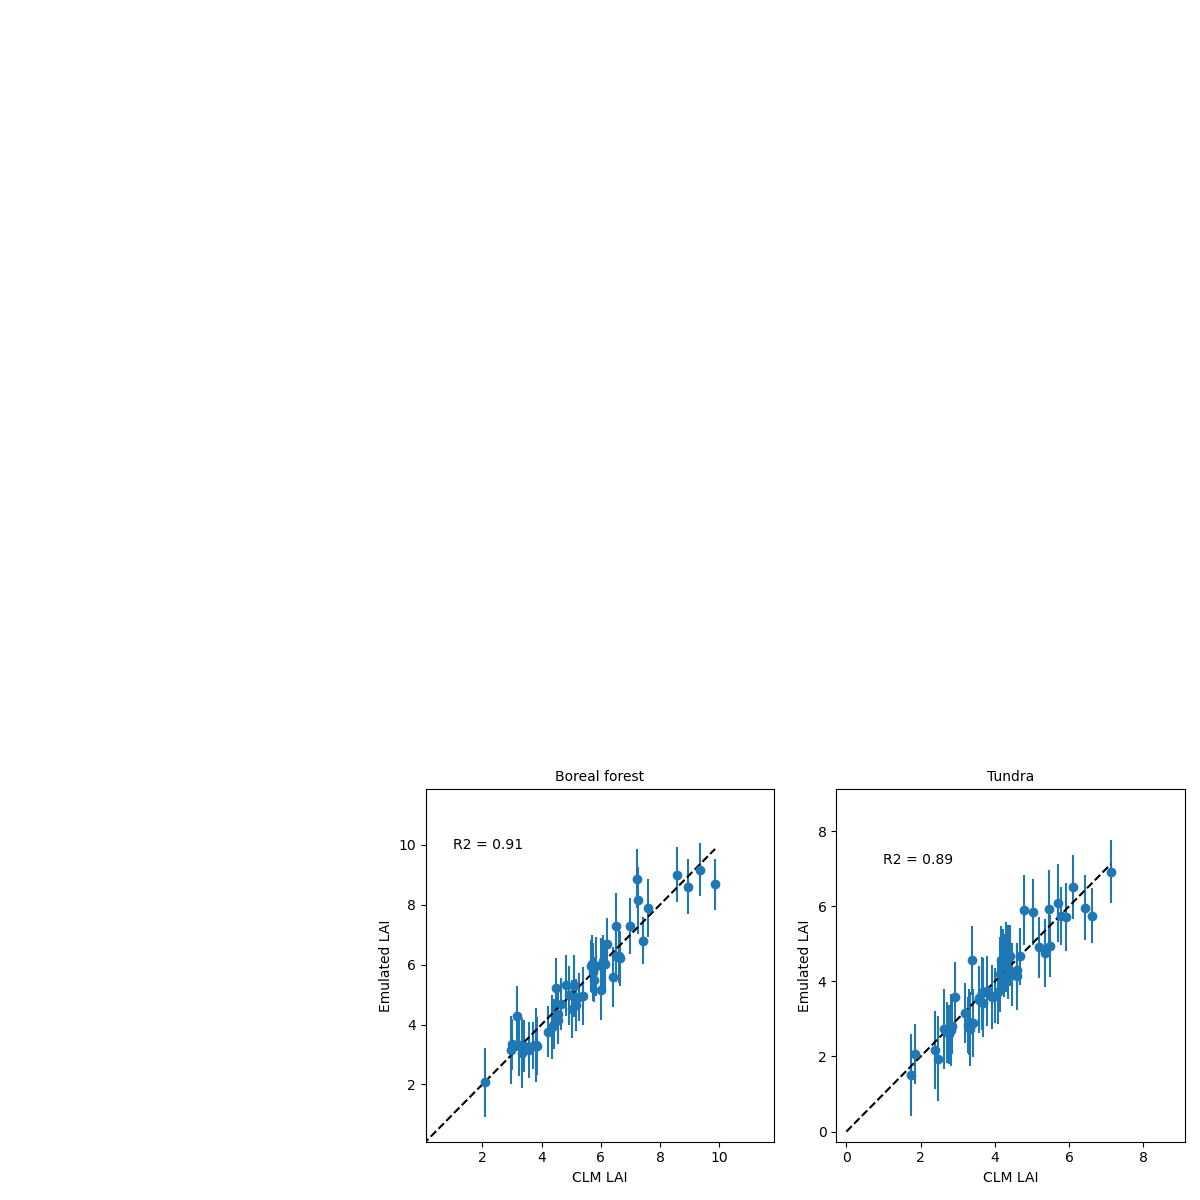 Boreal forest
R2 = 0.91
Emulated LAI
10
8
6
4
2
2 4 6 8 10
CLM LAI
Tundra
R2 = 0.89
Emulated LAI
8
6
4
2
0
0 2 4 6 8
CLM LAI